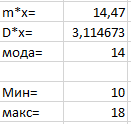 m*x= 14,47
D*x= 3,114673
мода= 14
Мин= 10
макс= 18